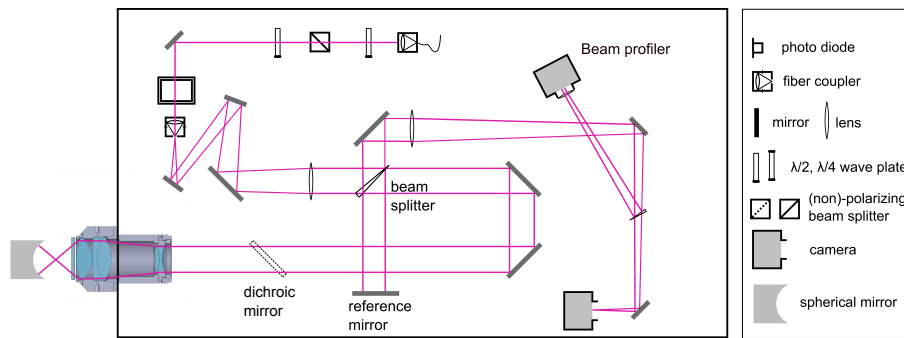 Beam profiler
beam
splitter
dichroic
mirror
reference
mirror
photo diode
fiber coupler
mirror
lens
λ/2, λ/4 wave plate
(non)-polarizing
beam splitter
camera
spherical mirror